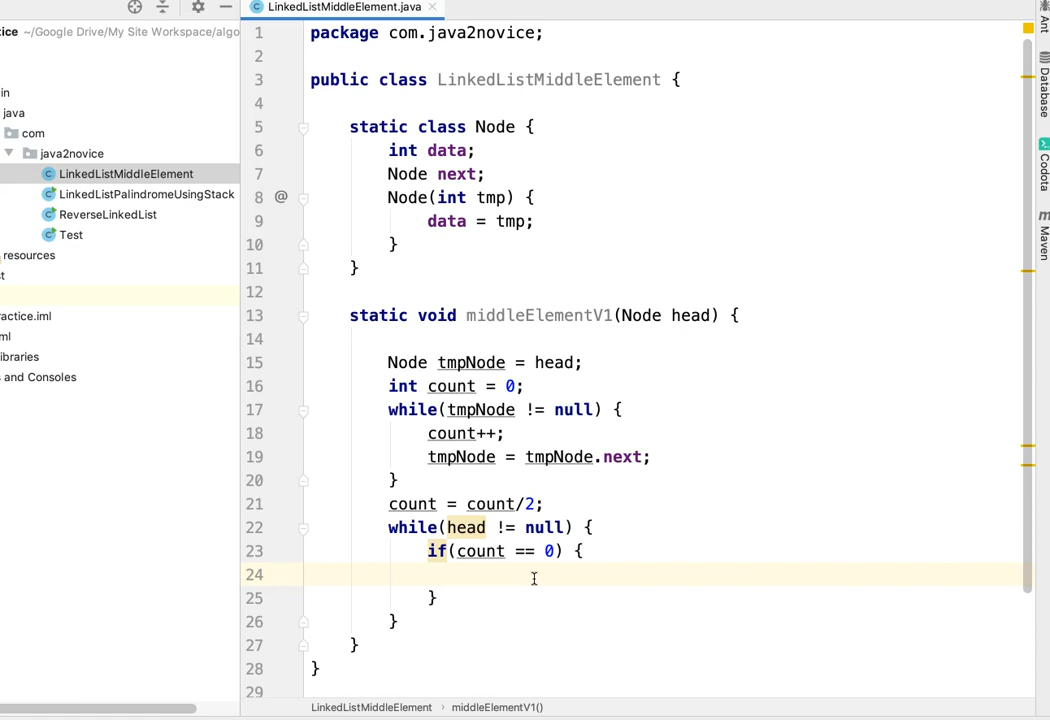 LinkedListMiddleElement.java
tice ~/Google Drive/My Site Workspace/algo
in
java
com
java2novice
LinkedListMiddleElement
LinkedListPalindromeUsingStack
ReverseLinkedList
Test
resources
st
actice.iml
ml
ibraries
s and Consoles
1 package com.java2novice;
2
3 public class LinkedListMiddleElement {
4
5 static class Node {
6 int data;
7 Node next;
8 @ Node(int tmp) {
9 data = tmp;
10 }
11 }
12
13 static void middleElementV1(Node head) {
14
15 Node tmpNode = head;
16 int count = 0;
17 while(tmpNode != null) {
18 count++;
19 tmpNode = tmpNode.next;
20 }
21 count = count/2;
22 while(head != null) {
23 if(count == 0) {
24
25 }
26 }
27 }
28 }
29
LinkedListMiddleElement › middleElementV1()
Ant
Database
Codota
Maven